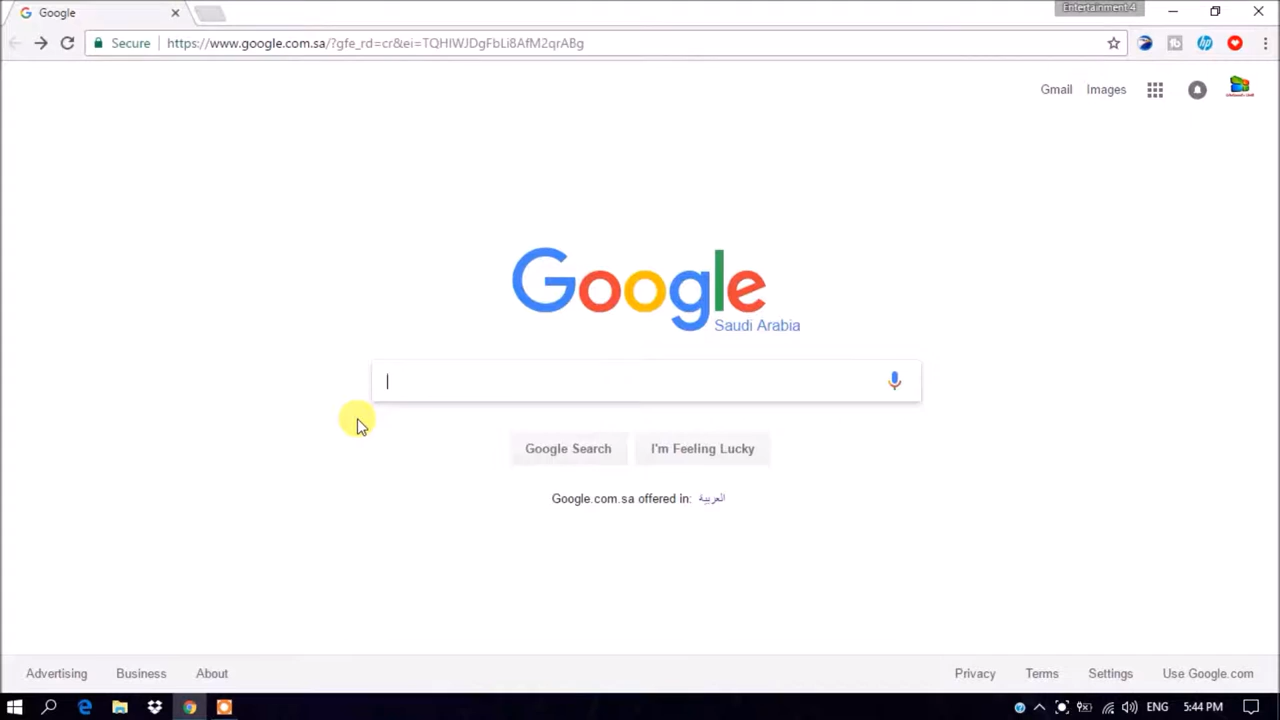 Google
Entertainment 4
Secure
https://www.google.com.sa/?gfe_rd=cr&ei=TQHIWJDgFbLi8AfM2qrABg
hp
Gmail
Images
Google
Saudi Arabia
Google Search
I'm Feeling Lucky
Google.com.sa offered in: العربية
Advertising
Business
About
Privacy
Terms
Settings
Use Google.com
ENG
5:44 PM